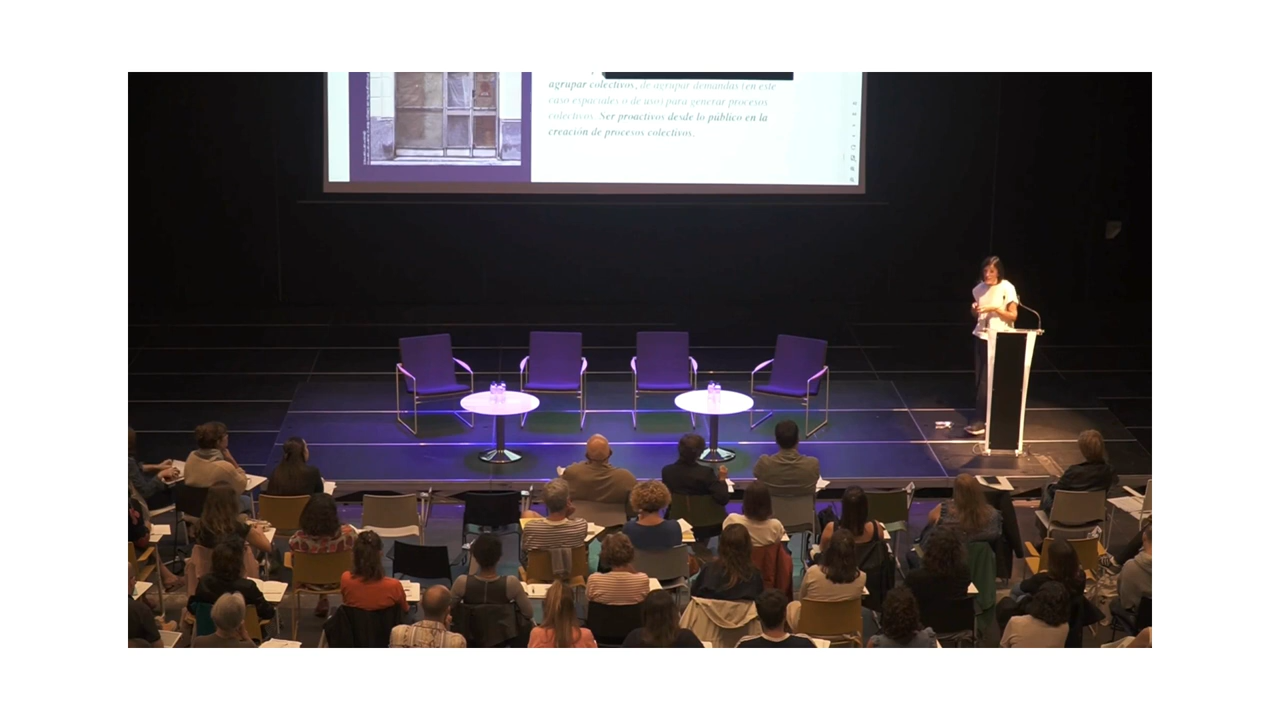 agrupar colectivos, de agrupar demandas (en este
caso espaciales o de uso) para generar procesos
colectivos. Ser proactivos desde lo público en la
creación de procesos colectivos.